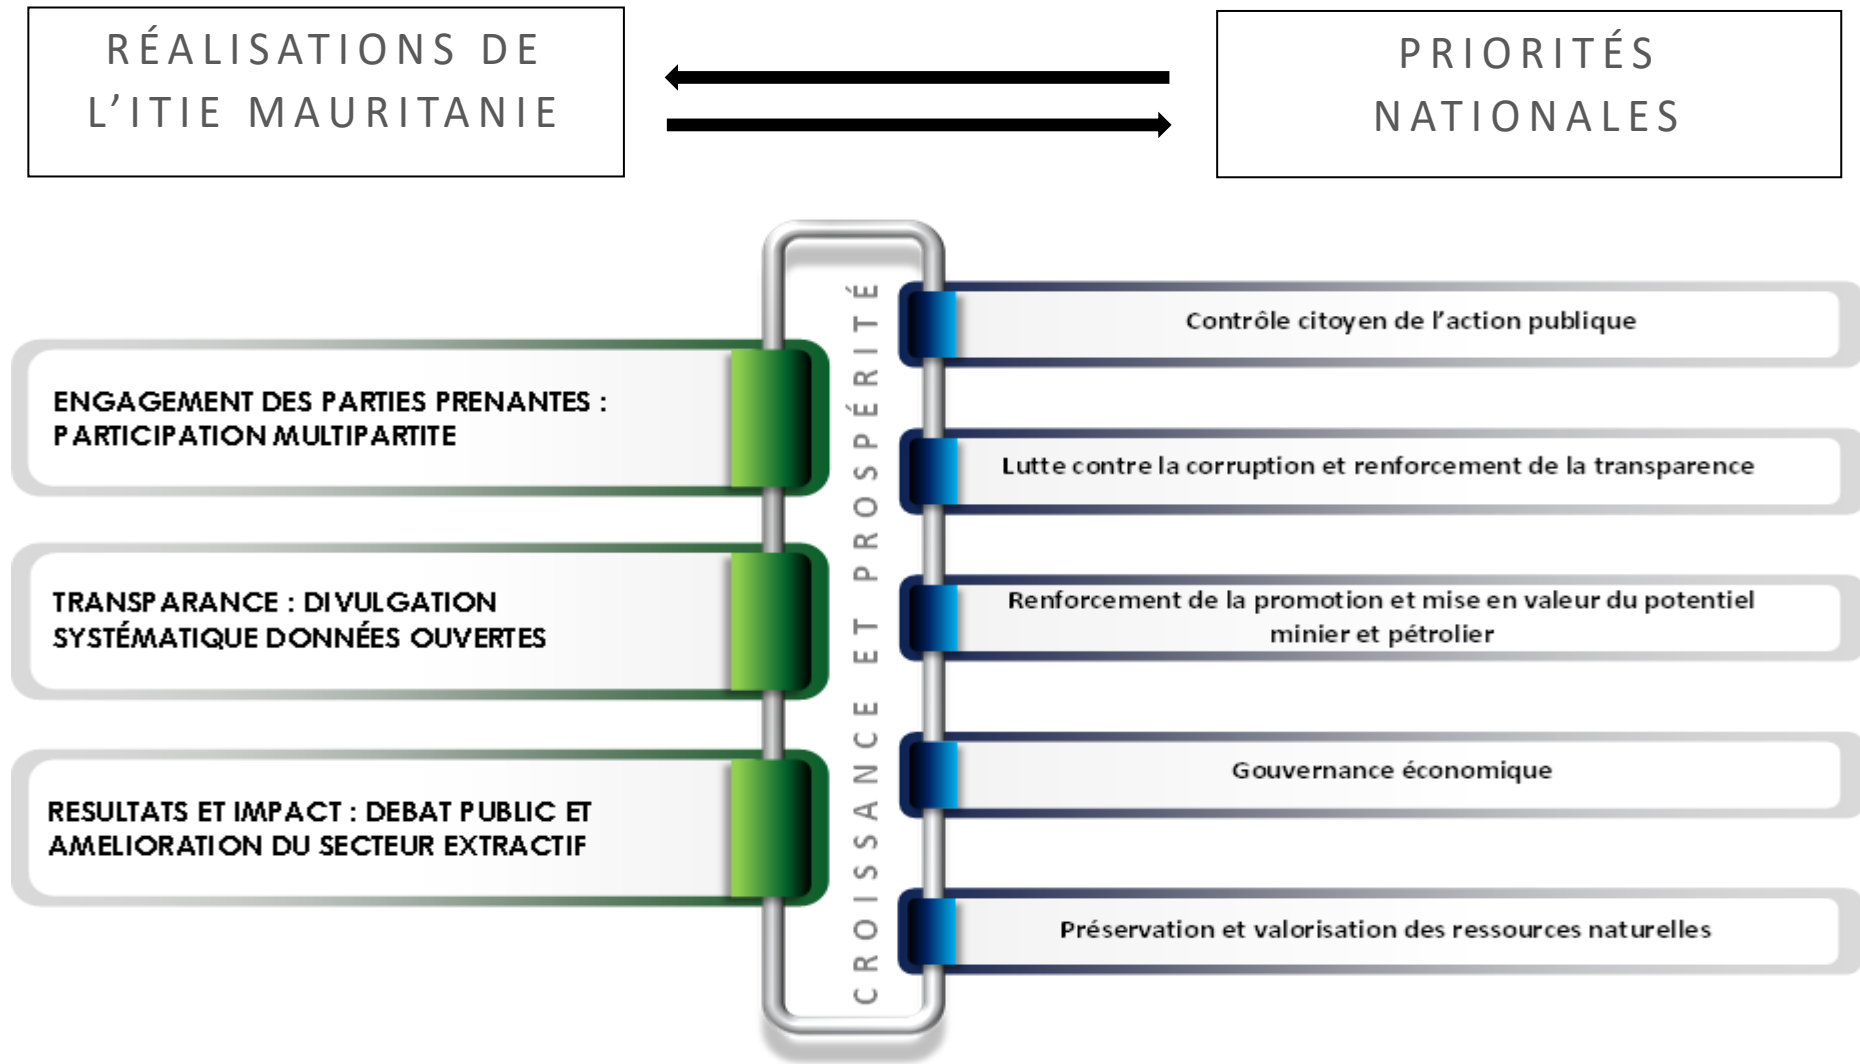 RÉALISATIONS DE
L'ITIE MAURITANIE
PRIORITÉS
NATIONALES
ENGAGEMENT DES PARTIES PRENANTES :
PARTICIPATION MULTIPARTITE
TRANSPARANCE : DIVULGATION
SYSTÉMATIQUE DONNÉES OUVERTES
RESULTATS ET IMPACT : DEBAT PUBLIC ET
AMELIORATION DU SECTEUR EXTRACTIF
CROISSANCE ET PROSPÉRITÉ
Contrôle citoyen de l'action publique
Lutte contre la corruption et renforcement de la transparence
Renforcement de la promotion et mise en valeur du potentiel
minier et pétrolier
Gouvernance économique
Préservation et valorisation des ressources naturelles